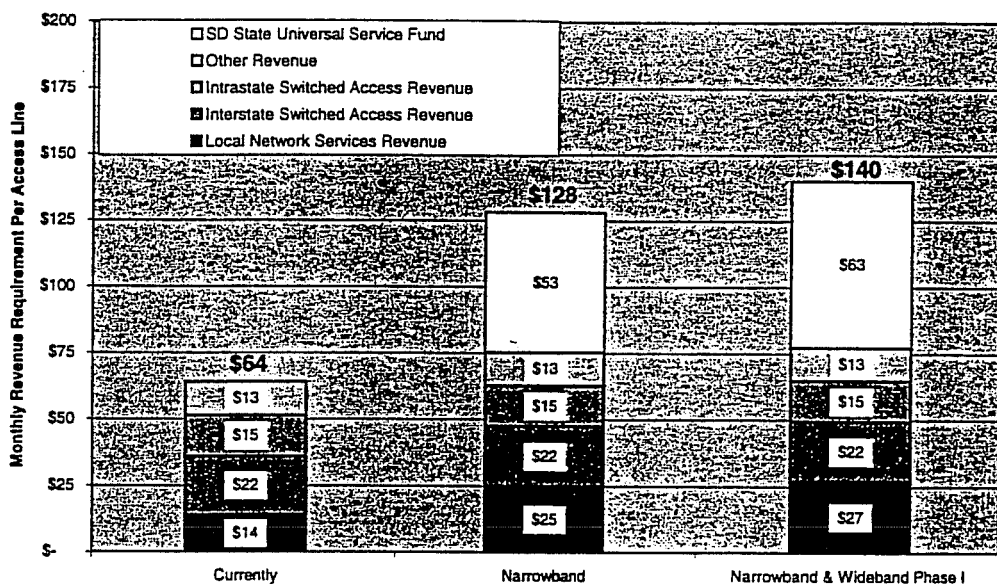 $200
$175
$150
$125
$100
$75
$50
$25
$-
Monthly Revenue Requirement Per Access Line
SD State Universal Service Fund
Other Revenue
Intrastate Switched Access Revenue
Interstate Switched Access Revenue
Local Network Services Revenue
$64
$13
$15
$22
$14
$128
$53
$13
$15
$22
$25
$140
$63
$13
$15
$22
$27
Currently
Narrowband
Narrowband & Wideband Phase I